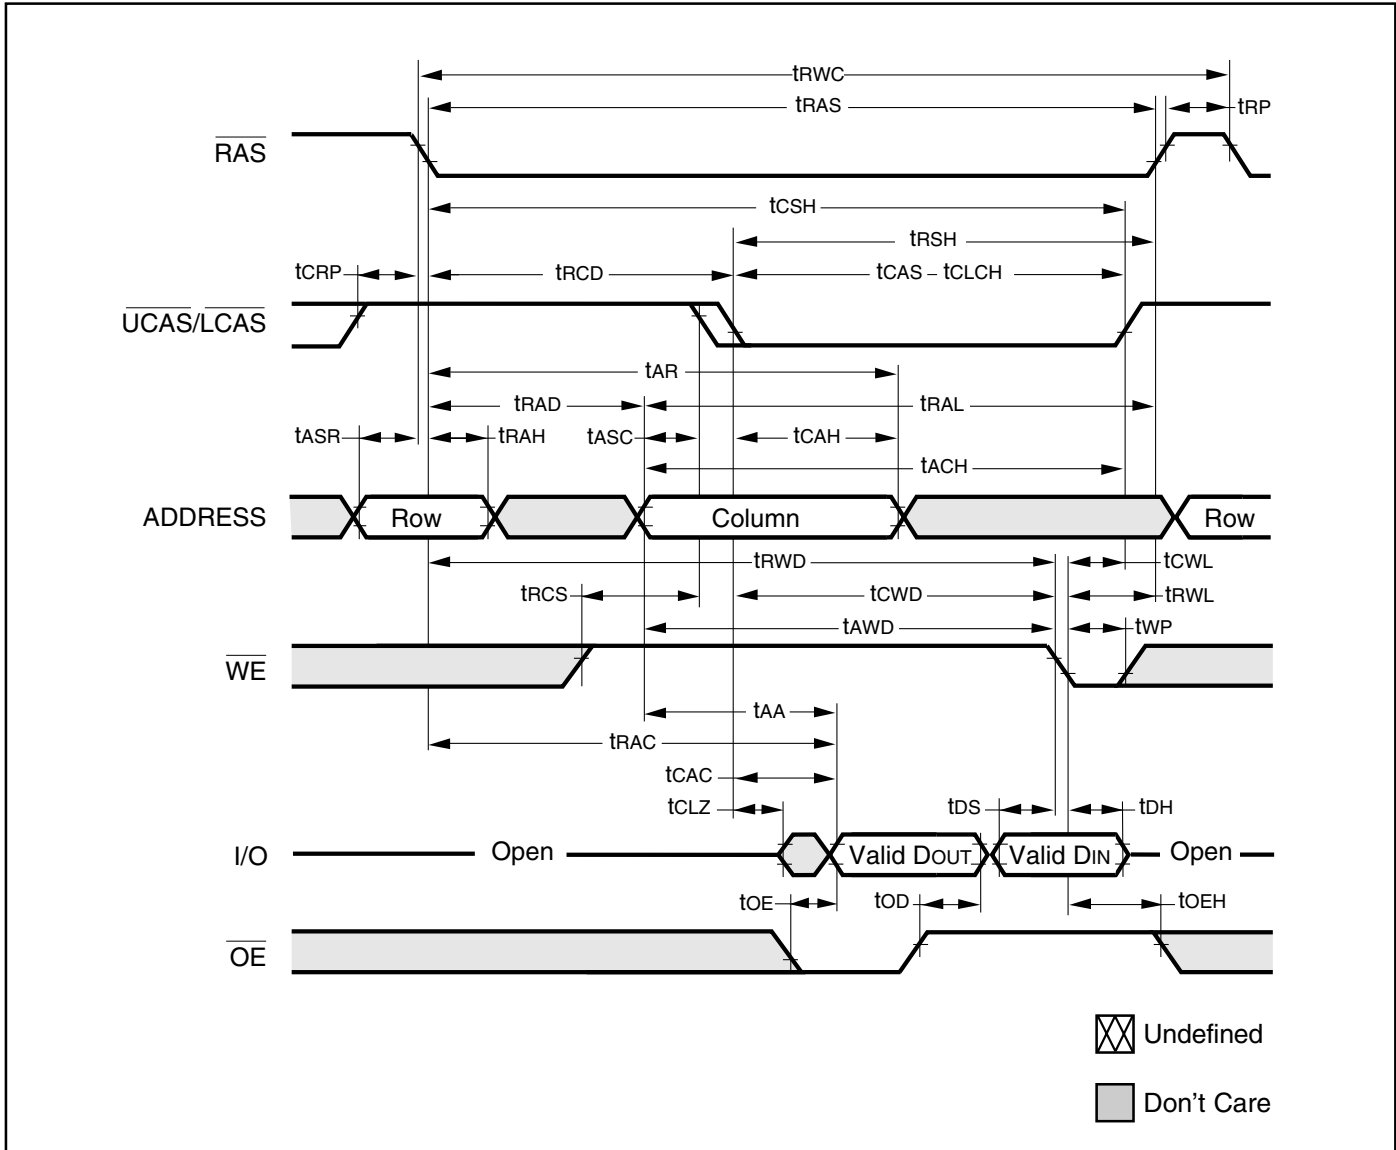 tRWC
tRAS
tRP
RAS
tCSH
tRSH
tCRP
tRCD
tCAS – tCLCH
UCAS/LCAS
tAR
tRAD
tRAL
tASR
tRAH
tASC
tCAH
tACH
ADDRESS
Row
Column
Row
tRWD
tCWL
tRCS
tCWD
tRWL
tAWD
tWP
WE
tAA
tRAC
tCAC
tCLZ
tDS
tDH
I/O
Open
Valid DOUT
Valid DIN
Open
tOE
tOD
tOEH
OE
Undefined
Don't Care